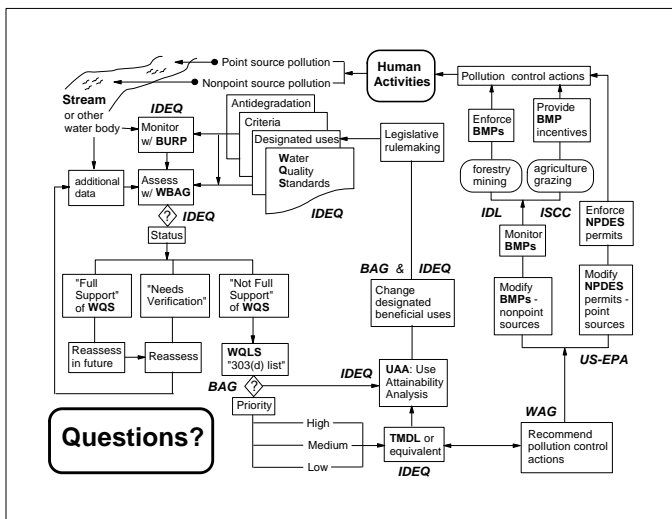 Point source pollution
Nonpoint source pollution
Human
Activities
Pollution control actions
Stream
or other
water body
IDEQ
Monitor
w/ BURP
Antidegradation
Criteria
Designated uses
Water
Quality
Standards
IDEQ
Legislative
rulemaking
Enforce
BMPs
Provide
BMP
incentives
additional
data
Assess
w/ WBAG
?
IDEQ
Status
forestry
mining
agriculture
grazing
IDL
ISCC
Enforce
NPDES
permits
Monitor
BMPs
"Full
Support"
of WQS
"Needs
Verification"
"Not Full
Support"
of WQS
BAG & IDEQ
Change
designated
beneficial uses
Modify
BMPs -
nonpoint
sources
Modify
NPDES
permits -
point
sources
Reassess
in future
Reassess
WQLS
"303(d) list"
US-EPA
BAG
?
IDEQ
UAA: Use
Attainability
Analysis
Priority
High
Medium
Low
TMDL or
equivalent
IDEQ
WAG
Recommend
pollution control
actions
Questions?